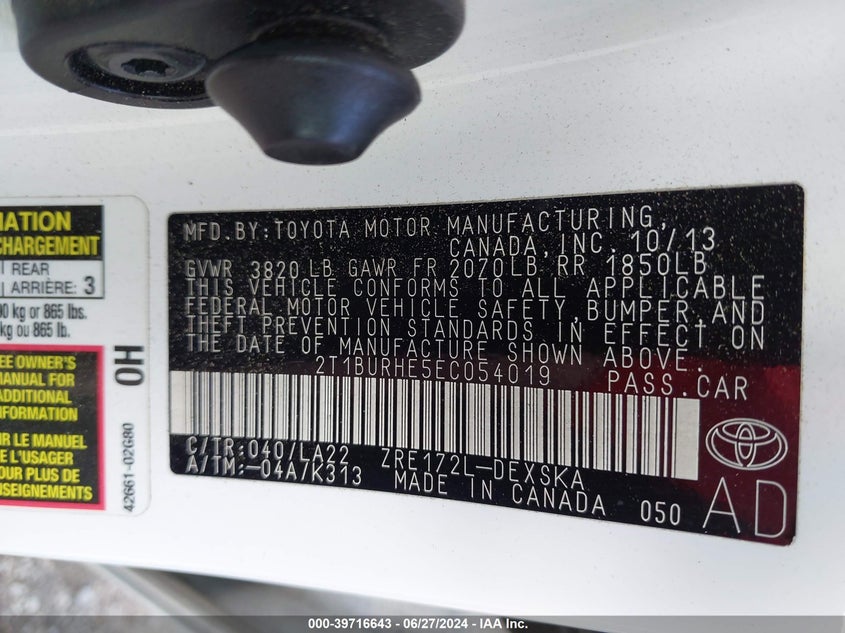 MATION
CHARGEMENT
REAR
ARRIÈRE: 3
kg or 865 lbs.
kg ou 865 lb.
SEE OWNER'S
MANUAL FOR
ADDITIONAL
INFORMATION
LE MANUEL
DE L'USAGER
POUR PLUS DE
ENSEIGNEMENTS
OH
42661-02G80
MFD. BY: TOYOTA MOTOR MANUFACTURING,
CANADA, INC. 10/13
GVWR 3820 LB GAWR FR 2070LB RR 1850LB
THIS VEHICLE CONFORMS TO ALL APPLICABLE
FEDERAL MOTOR VEHICLE SAFETY, BUMPER, AND
THEFT PREVENTION STANDARDS IN EFFECT ON
THE DATE OF MANUFACTURE SHOWN ABOVE.
2T1BURHE5EC054019 PASS. CAR
C/TR: 040/LA22 ZRE172L-DEXSKA
A/TM: -04A/K313 MADE IN CANADA 050 AD
000-39716643 / 06/27/2024 - IAA Inc.